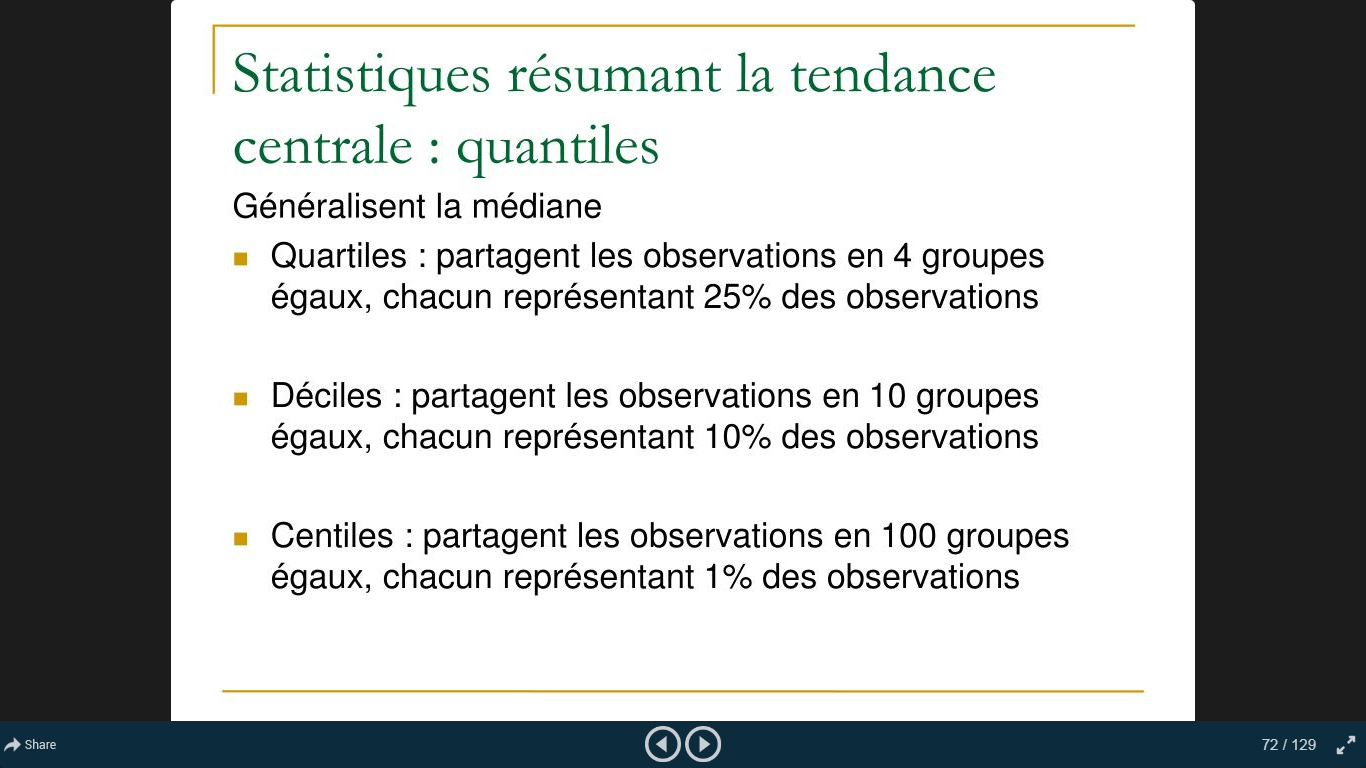 Statistiques résumant la tendance
centrale : quantiles
Généralisent la médiane
Quartiles : partagent les observations en 4 groupes
égaux, chacun représentant 25% des observations
Déciles : partagent les observations en 10 groupes
égaux, chacun représentant 10% des observations
Centiles : partagent les observations en 100 groupes
égaux, chacun représentant 1% des observations
Share
72 / 129